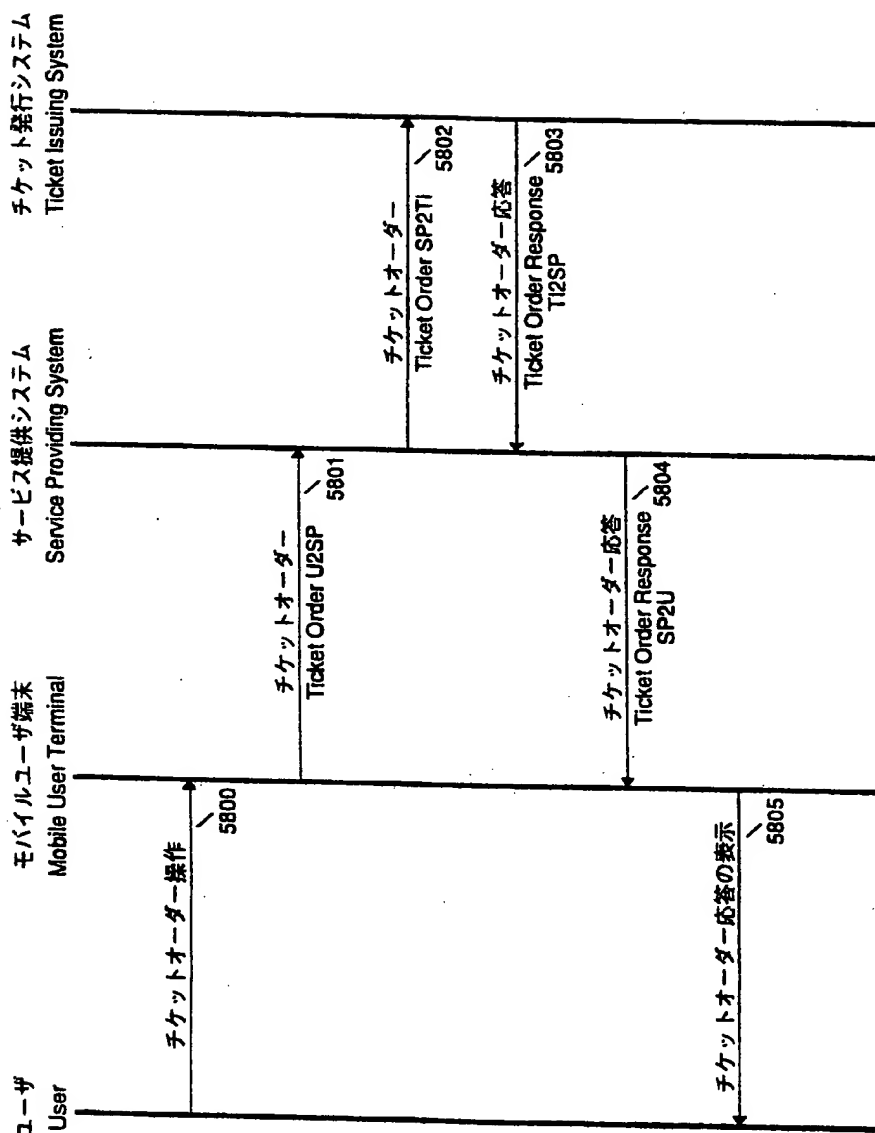 ユーザ
User
モバイルユーザ端末
Mobile User Terminal
サービス提供システム
Service Providing System
チケット発行システム
Ticket Issuing System
チケットオーダー操作
5800
チケットオーダー
Ticket Order U2SP
5801
チケットオーダー
Ticket Order SP2TI
5802
チケットオーダー応答
Ticket Order Response
TI2SP
5803
チケットオーダー応答
Ticket Order Response
SP2U
5804
チケットオーダー応答の表示
5805